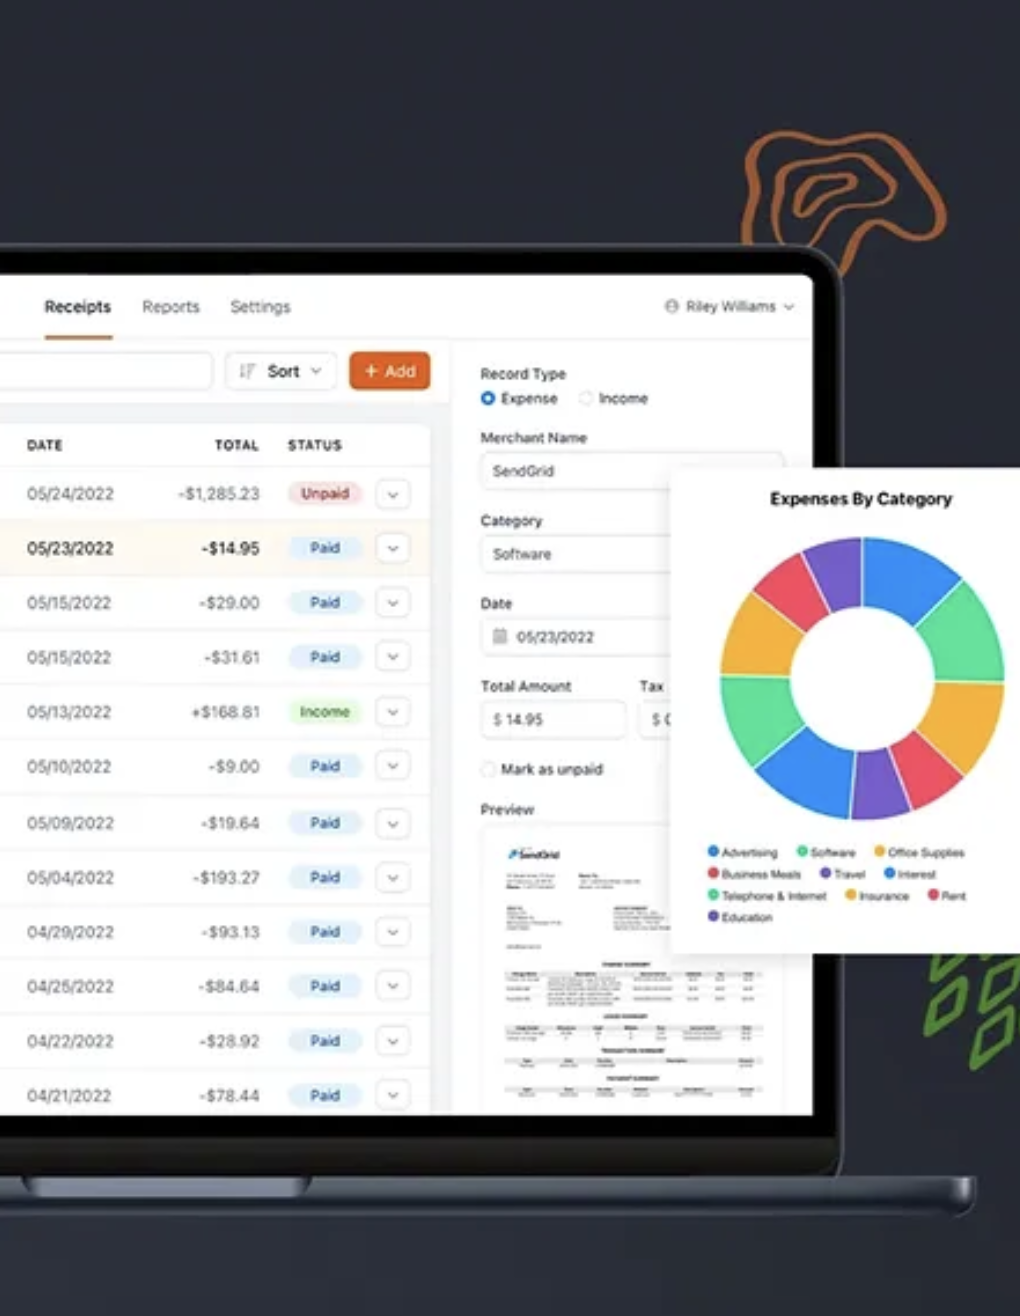 Receipts Reports Settings Riley Williams
Sort + Add
Record Type
Expense Income
Merchant Name
SendGrid
Category
Software
Date
05/23/2022
Total Amount Tax
$ 14.95 $
Mark as unpaid
Preview
SendGrid
DATE TOTAL STATUS
05/24/2022 -$1,285.23 Unpaid
05/23/2022 -$14.95 Paid
05/15/2022 -$29.00 Paid
05/15/2022 -$31.61 Paid
05/13/2022 +$168.81 Income
05/10/2022 -$9.00 Paid
05/09/2022 -$19.64 Paid
05/04/2022 -$193.27 Paid
04/29/2022 -$93.13 Paid
04/25/2022 -$84.64 Paid
04/22/2022 -$28.92 Paid
04/21/2022 -$78.44 Paid
Expenses By Category
Advertising Software Office Supplies
Business Meals Travel Interest
Telephone & Internet Insurance Rent
Education